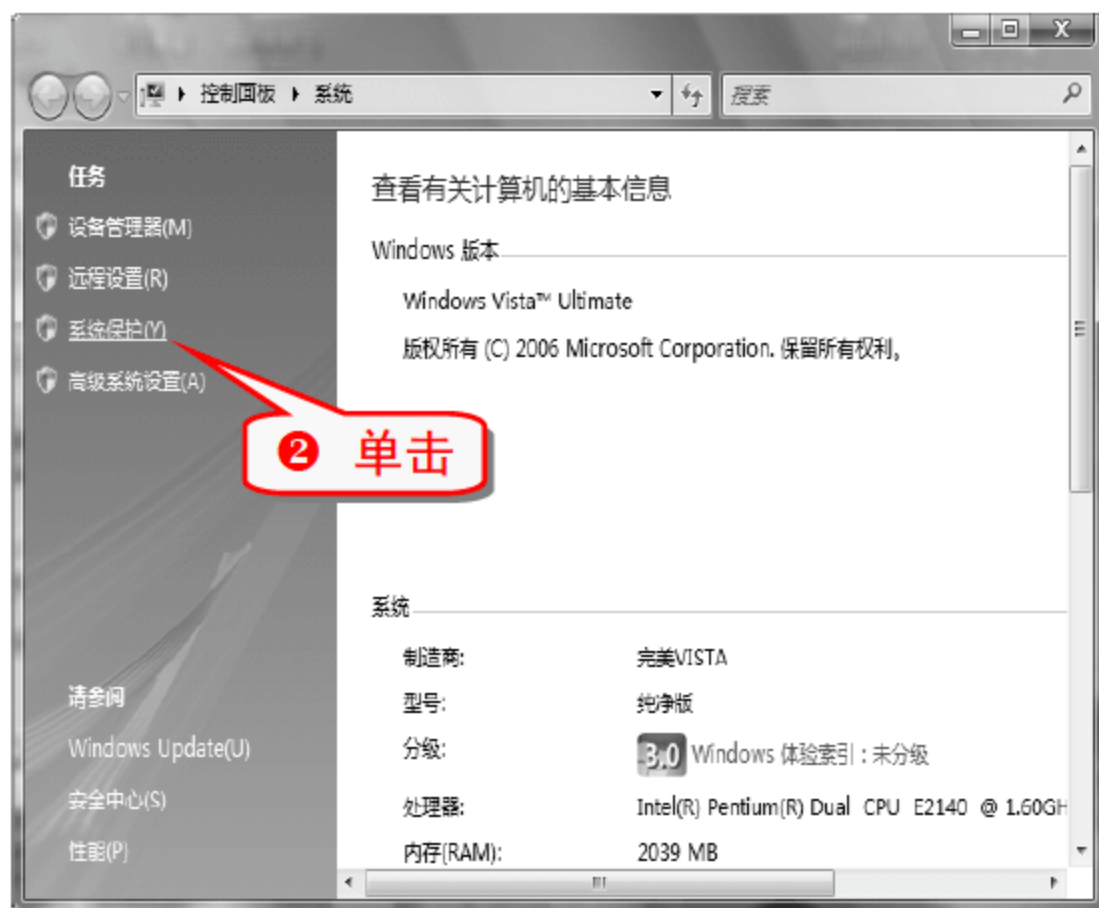 控制面板 ▸ 系统
搜索
任务
设备管理器(M)
远程设置(R)
系统保护(Y)
高级系统设置(A)
❷ 单击
请参阅
Windows Update(U)
安全中心(S)
性能(P)
查看有关计算机的基本信息
Windows 版本
Windows Vista™ Ultimate
版权所有 (C) 2006 Microsoft Corporation. 保留所有权利。
系统
制造商: 完美VISTA
型号: 纯净版
分级: 3.0 Windows 体验索引：未分级
处理器: Intel(R) Pentium(R) Dual CPU E2140 @ 1.60GH
内存(RAM): 2039 MB